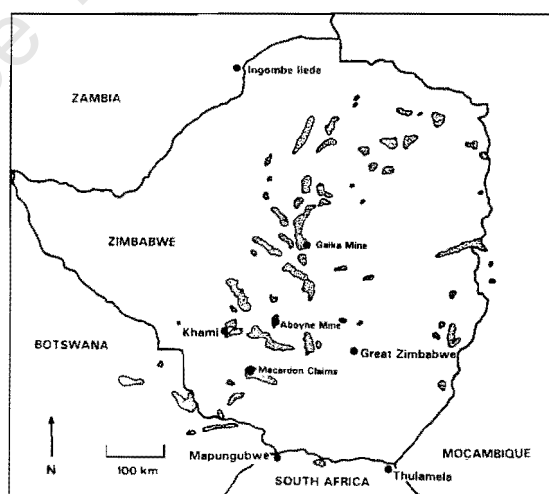 Ingombe Ilede
ZAMBIA
ZIMBABWE
Gaika Mine
Khami
Aboyne Mine
Great Zimbabwe
BOTSWANA
Macardon Claims
N
100 km
Mapungubwe
SOUTH AFRICA
Thulamela
MOÇAMBIQUE